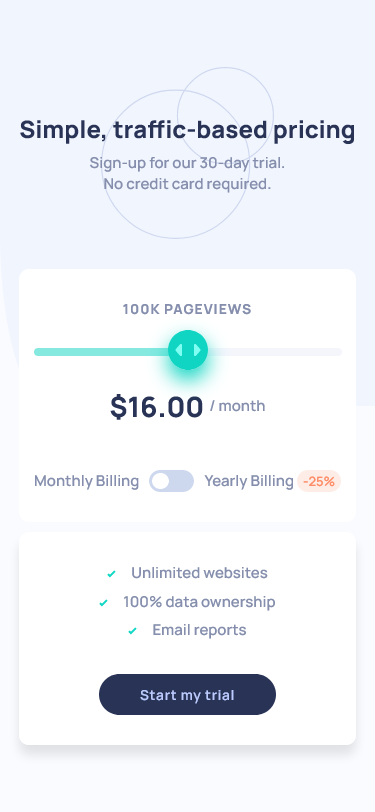 Simple, traffic-based pricing
Sign-up for our 30-day trial.
No credit card required.
100K PAGEVIEWS
$16.00 / month
Monthly Billing Yearly Billing -25%
Unlimited websites
100% data ownership
Email reports
Start my trial